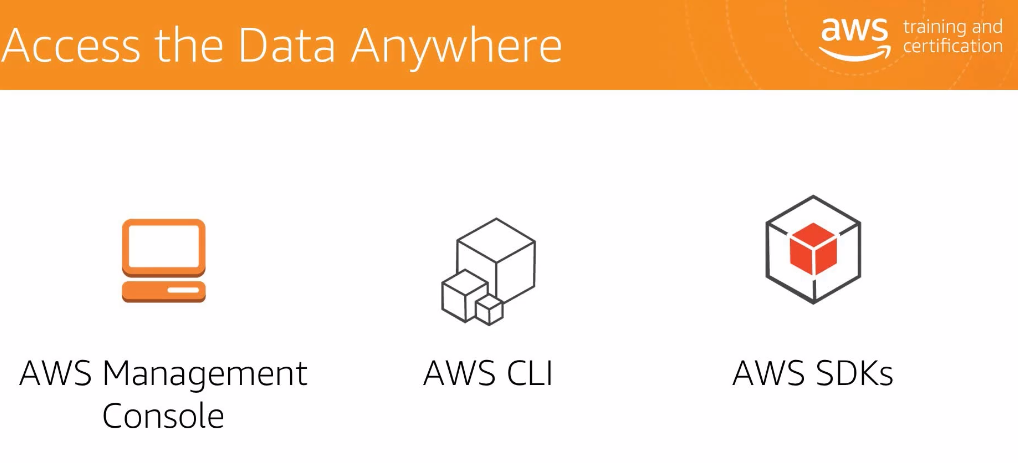 Access the Data Anywhere
aws training and
certification
AWS Management
Console
AWS CLI
AWS SDKs